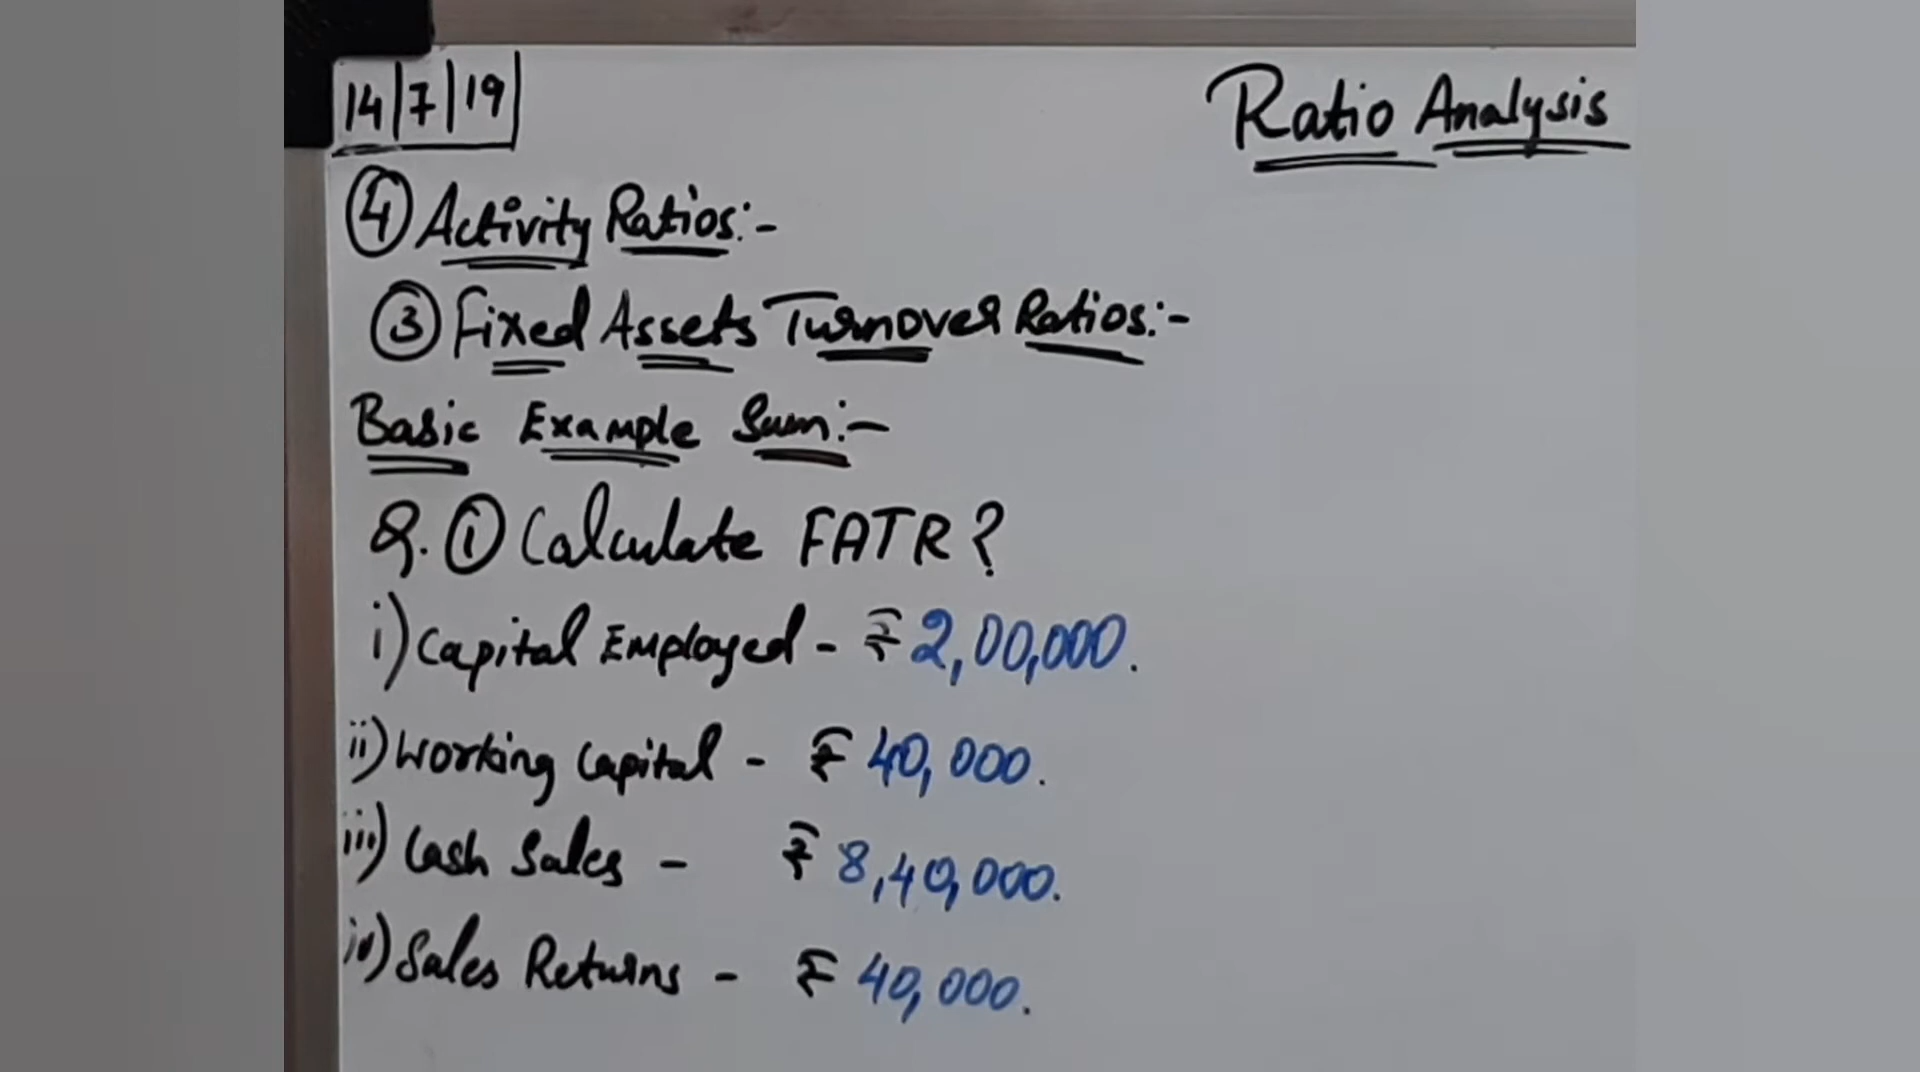 14/7/19
Ratio Analysis
④ Activity Ratios:-
③ Fixed Assets Turnover Ratios:-
Basic Example Sum:-
Q. ① Calculate FATR?
i) Capital Employed - ₹ 2,00,000.
ii) Working Capital - ₹ 40,000.
iii) Cash Sales - ₹ 8,40,000.
iv) Sales Returns - ₹ 40,000.